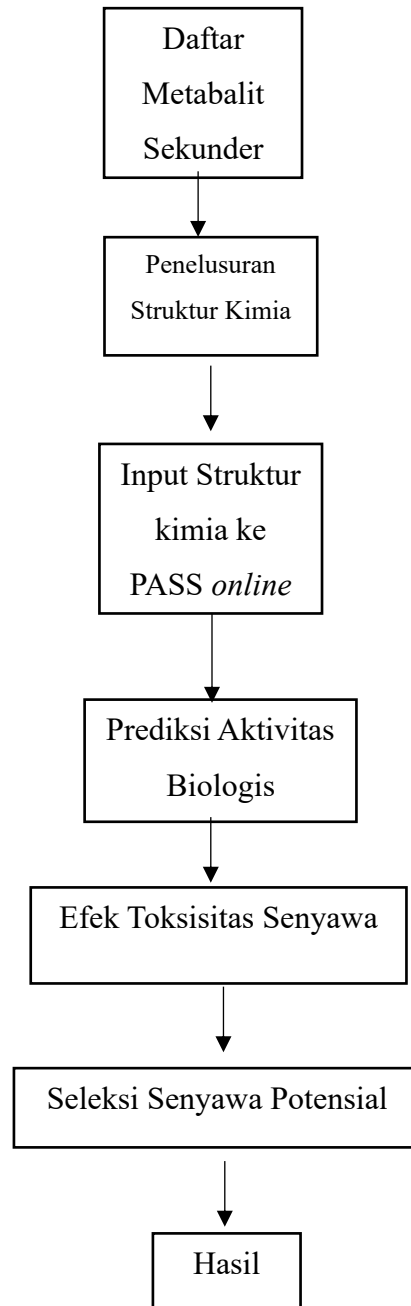 Daftar
Metabalit
Sekunder
Penelusuran
Struktur Kimia
Input Struktur
kimia ke
PASS online
Prediksi Aktivitas
Biologis
Efek Toksisitas Senyawa
Seleksi Senyawa Potensial
Hasil